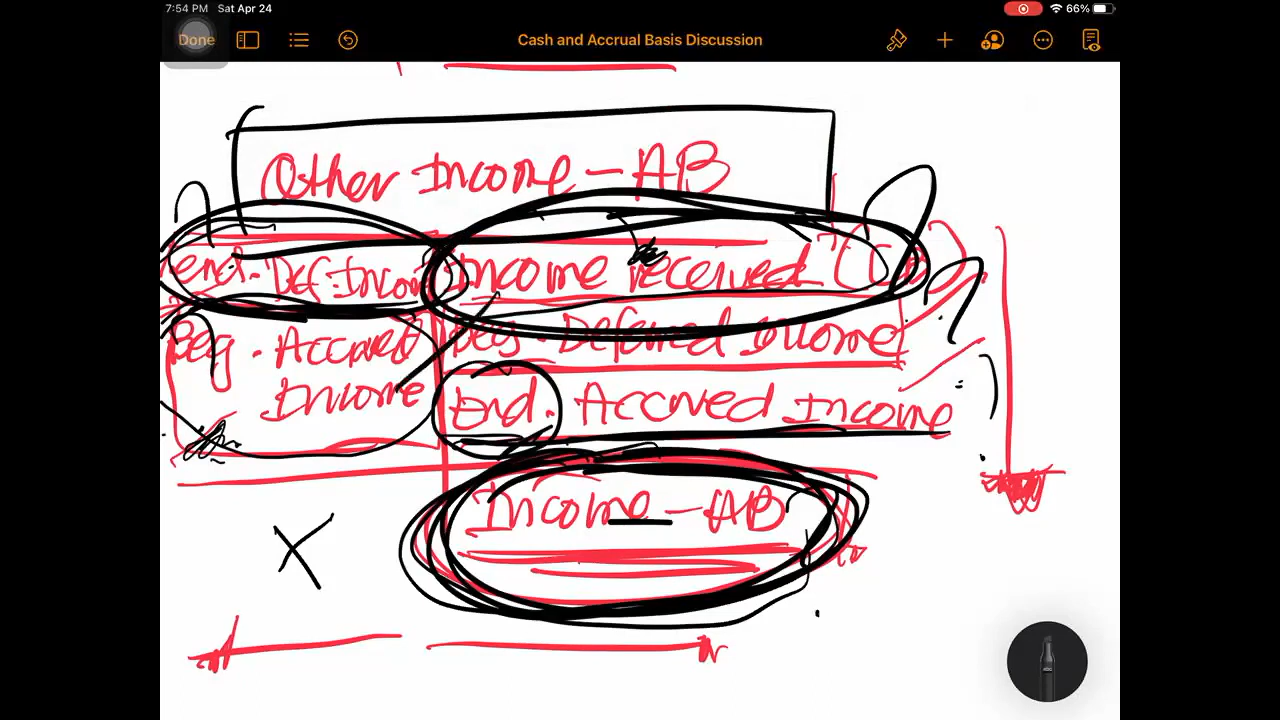 7:54 PM Sat Apr 24
66%
Done
Cash and Accrual Basis Discussion
Other Income - AB
end. Def. Income
Income received
Beg. Accrued
Income
Beg. Deferred Income
End. Accrued Income
Income - AB
X